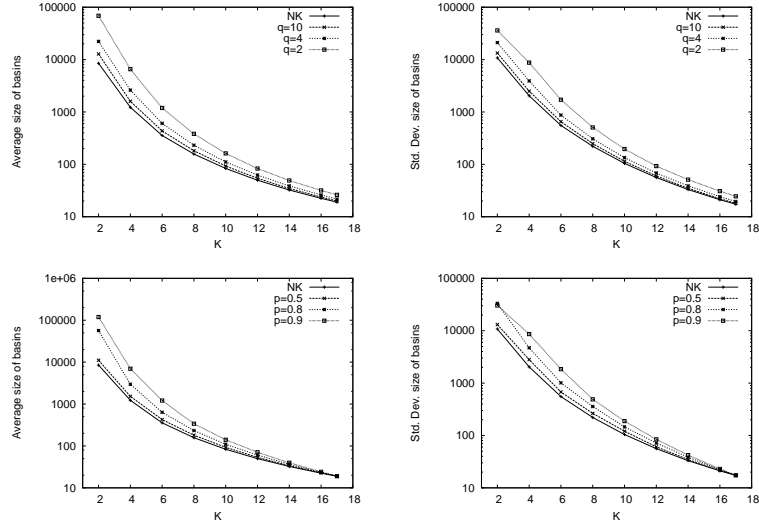 100000
10000
1000
100
10
Average size of basins
2 4 6 8 10 12 14 16 18
K
NK
q=10
q=4
q=2
100000
10000
1000
100
10
Std. Dev. size of basins
2 4 6 8 10 12 14 16 18
K
NK
q=10
q=4
q=2
1e+06
100000
10000
1000
100
10
Average size of basins
2 4 6 8 10 12 14 16 18
K
NK
p=0.5
p=0.8
p=0.9
100000
10000
1000
100
10
Std. Dev. size of basins
2 4 6 8 10 12 14 16 18
K
NK
p=0.5
p=0.8
p=0.9